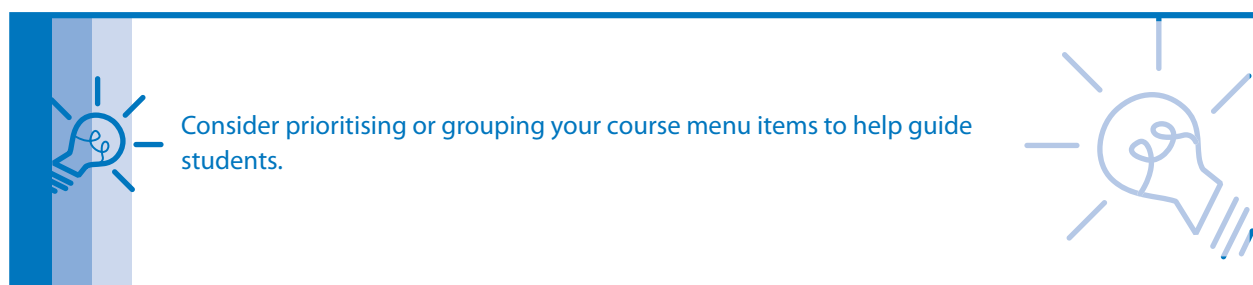 Consider prioritising or grouping your course menu items to help guide
students.